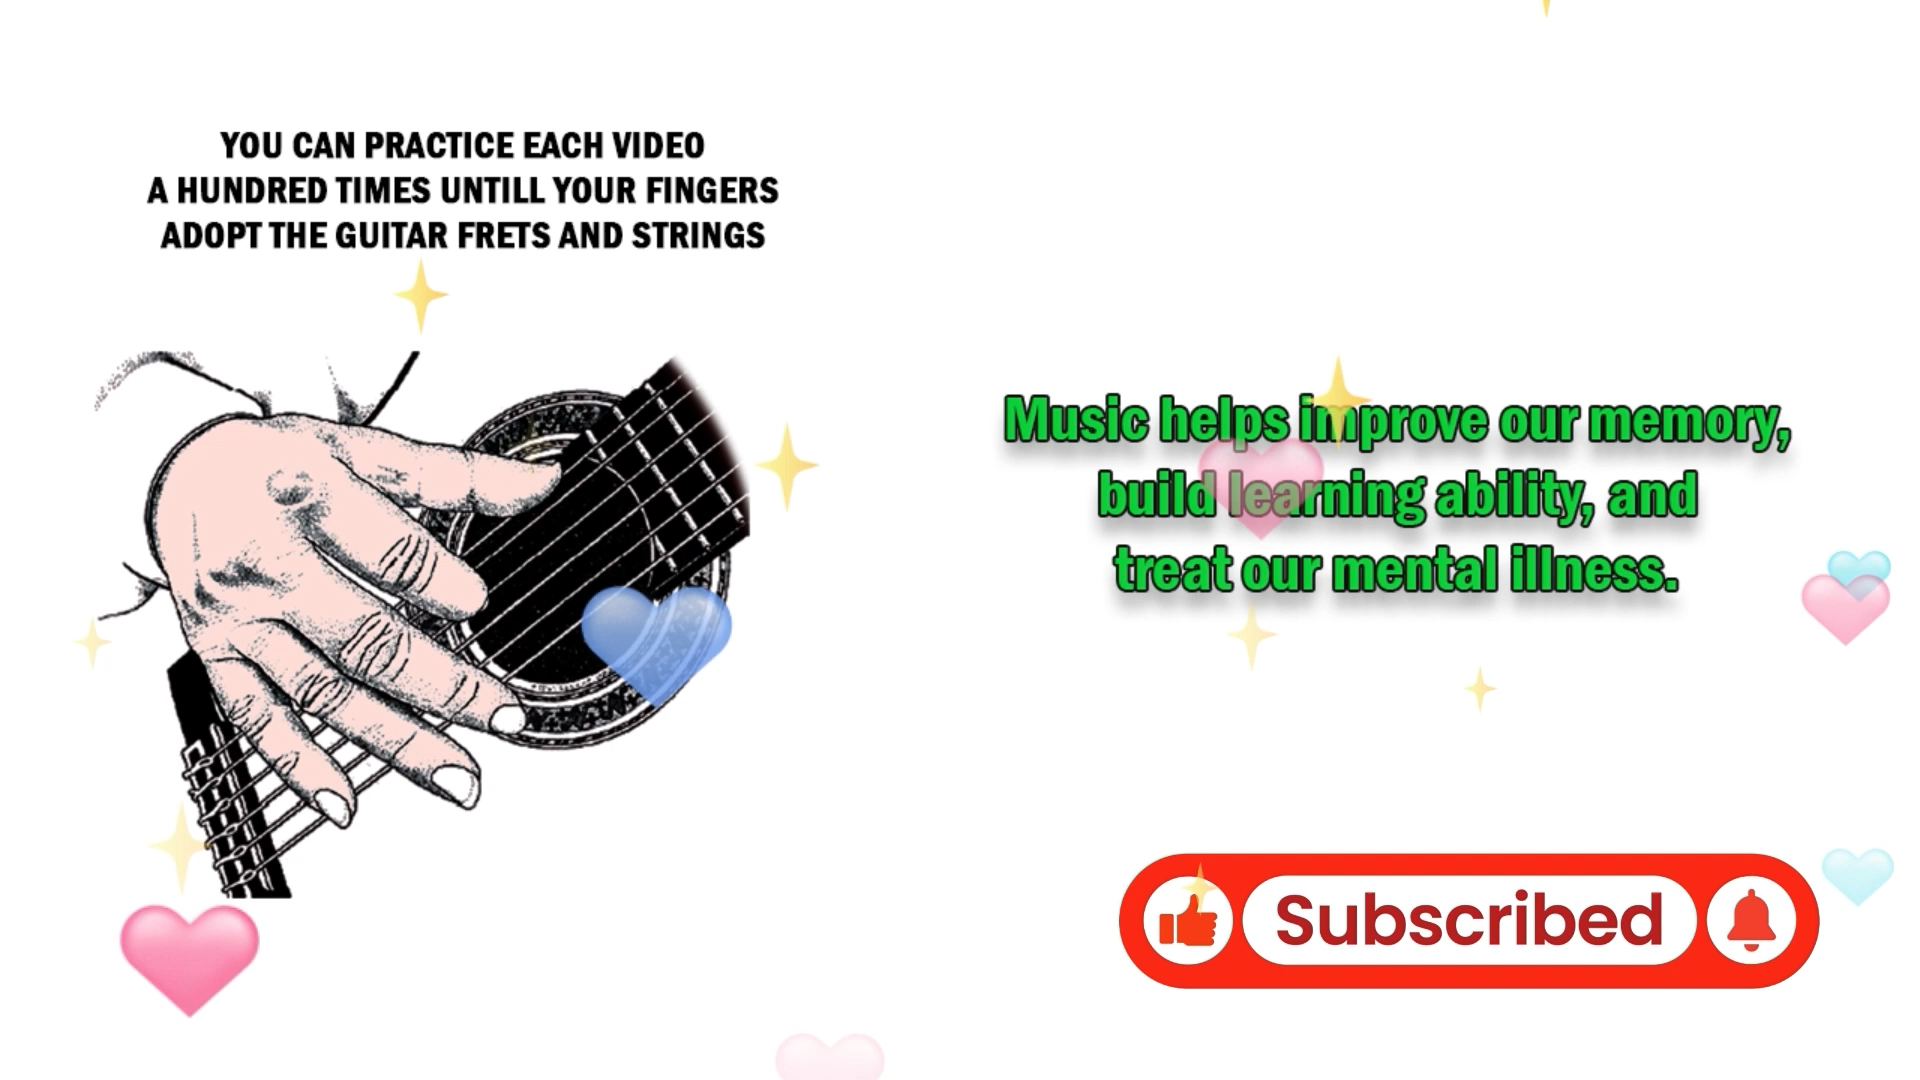 YOU CAN PRACTICE EACH VIDEO
A HUNDRED TIMES UNTILL YOUR FINGERS
ADOPT THE GUITAR FRETS AND STRINGS
Music helps improve our memory,
build learning ability, and
treat our mental illness.
Subscribed